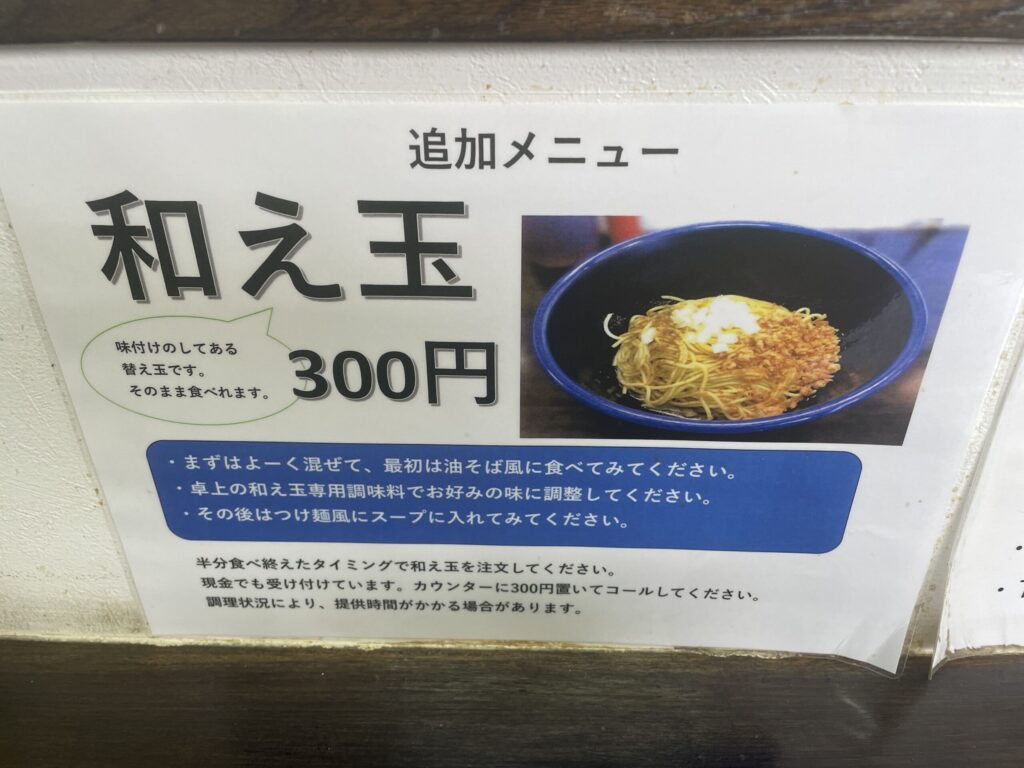 追加メニュー
和え玉
味付けのしてある
替え玉です。
そのまま食べれます。
300円
・まずはよーく混ぜて、最初は油そば風に食べてみてください。
・卓上の和え玉専用調味料でお好みの味に調整してください。
・その後はつけ麺風にスープに入れてみてください。
半分食べ終えたタイミングで和え玉を注文してください。
現金でも受け付けています。カウンターに300円置いてコールしてください。
調理状況により、提供時間がかかる場合があります。